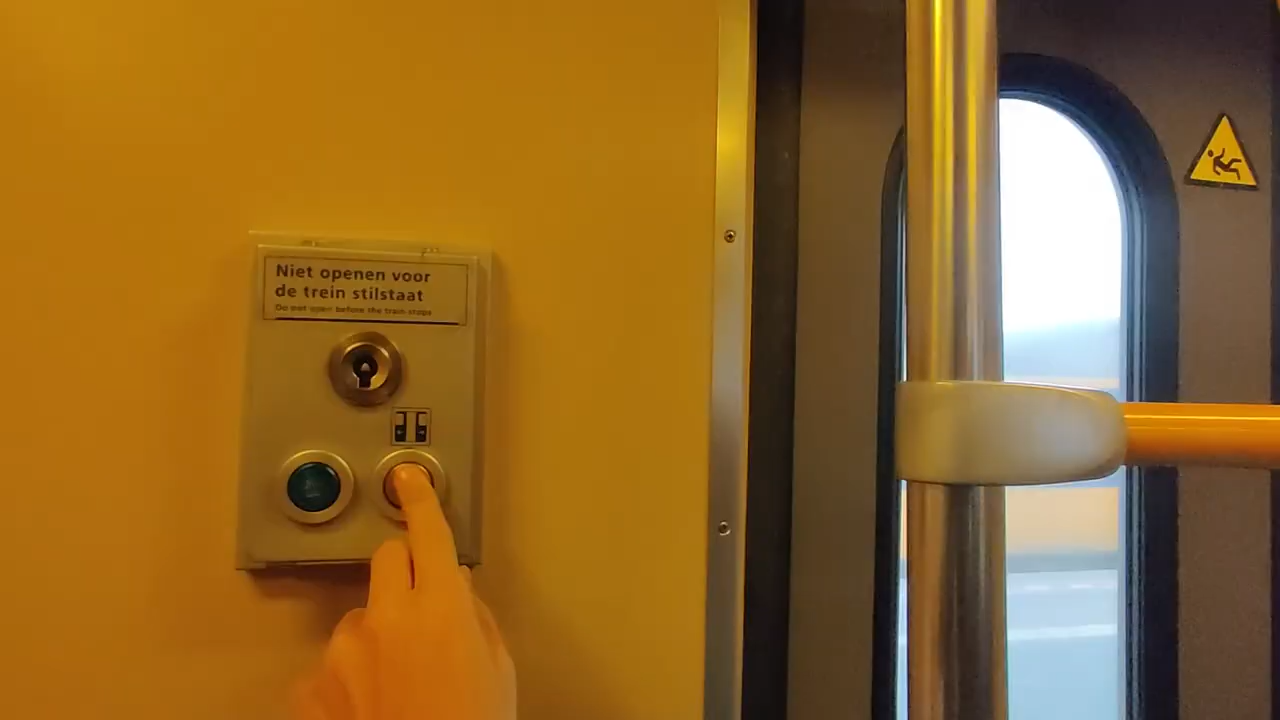 Niet openen voor
de trein stilstaat
Do not open before the train stops